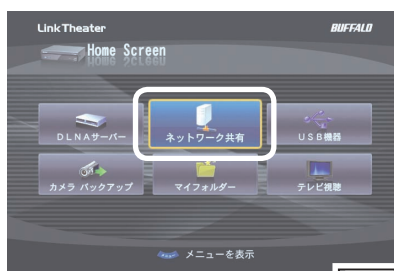 LinkTheater
BUFFALO
Home Screen
DLNAサーバー
ネットワーク共有
USB機器
カメラ バックアップ
マイフォルダー
テレビ視聴
メニューを表示